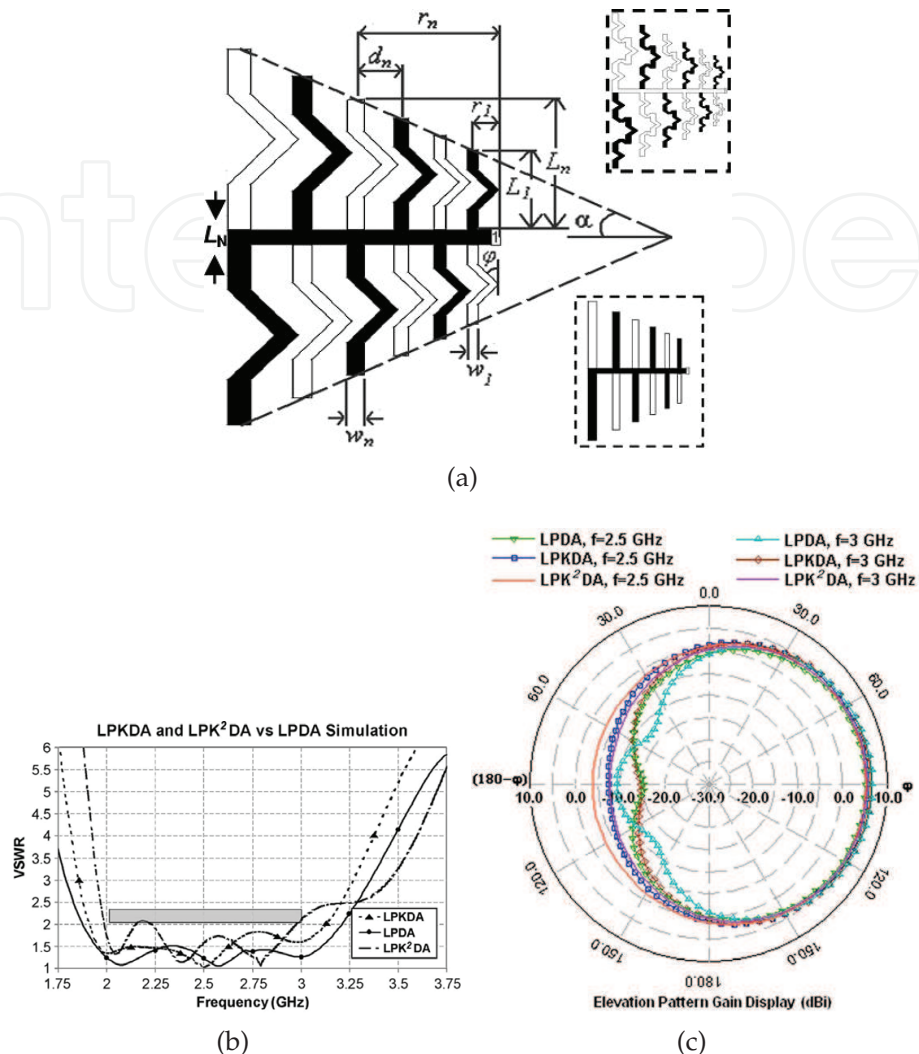 r_n
d_n
r_1
L_n
L_1
L_N
α
1
φ
w_1
w_n
(a)
LPDA, f=2.5 GHz
LPDA, f=3 GHz
LPKDA, f=2.5 GHz
LPKDA, f=3 GHz
LPK²DA, f=2.5 GHz
LPK²DA, f=3 GHz
0.0
30.0
30.0
60.0
60.0
(180-φ)
10.0 0.0 -10.0 -20.0 -30.0 -20.0 -10.0 0.0 10.0
120.0
120.0
150.0
150.0
180.0
Elevation Pattern Gain Display (dBi)
LPKDA and LPK²DA vs LPDA Simulation
VSWR
6
5.5
5
4.5
4
3.5
3
2.5
2
1.5
1
LPKDA
LPDA
LPK²DA
1.75 2 2.25 2.5 2.75 3 3.25 3.5 3.75
Frequency (GHz)
(b)
(c)